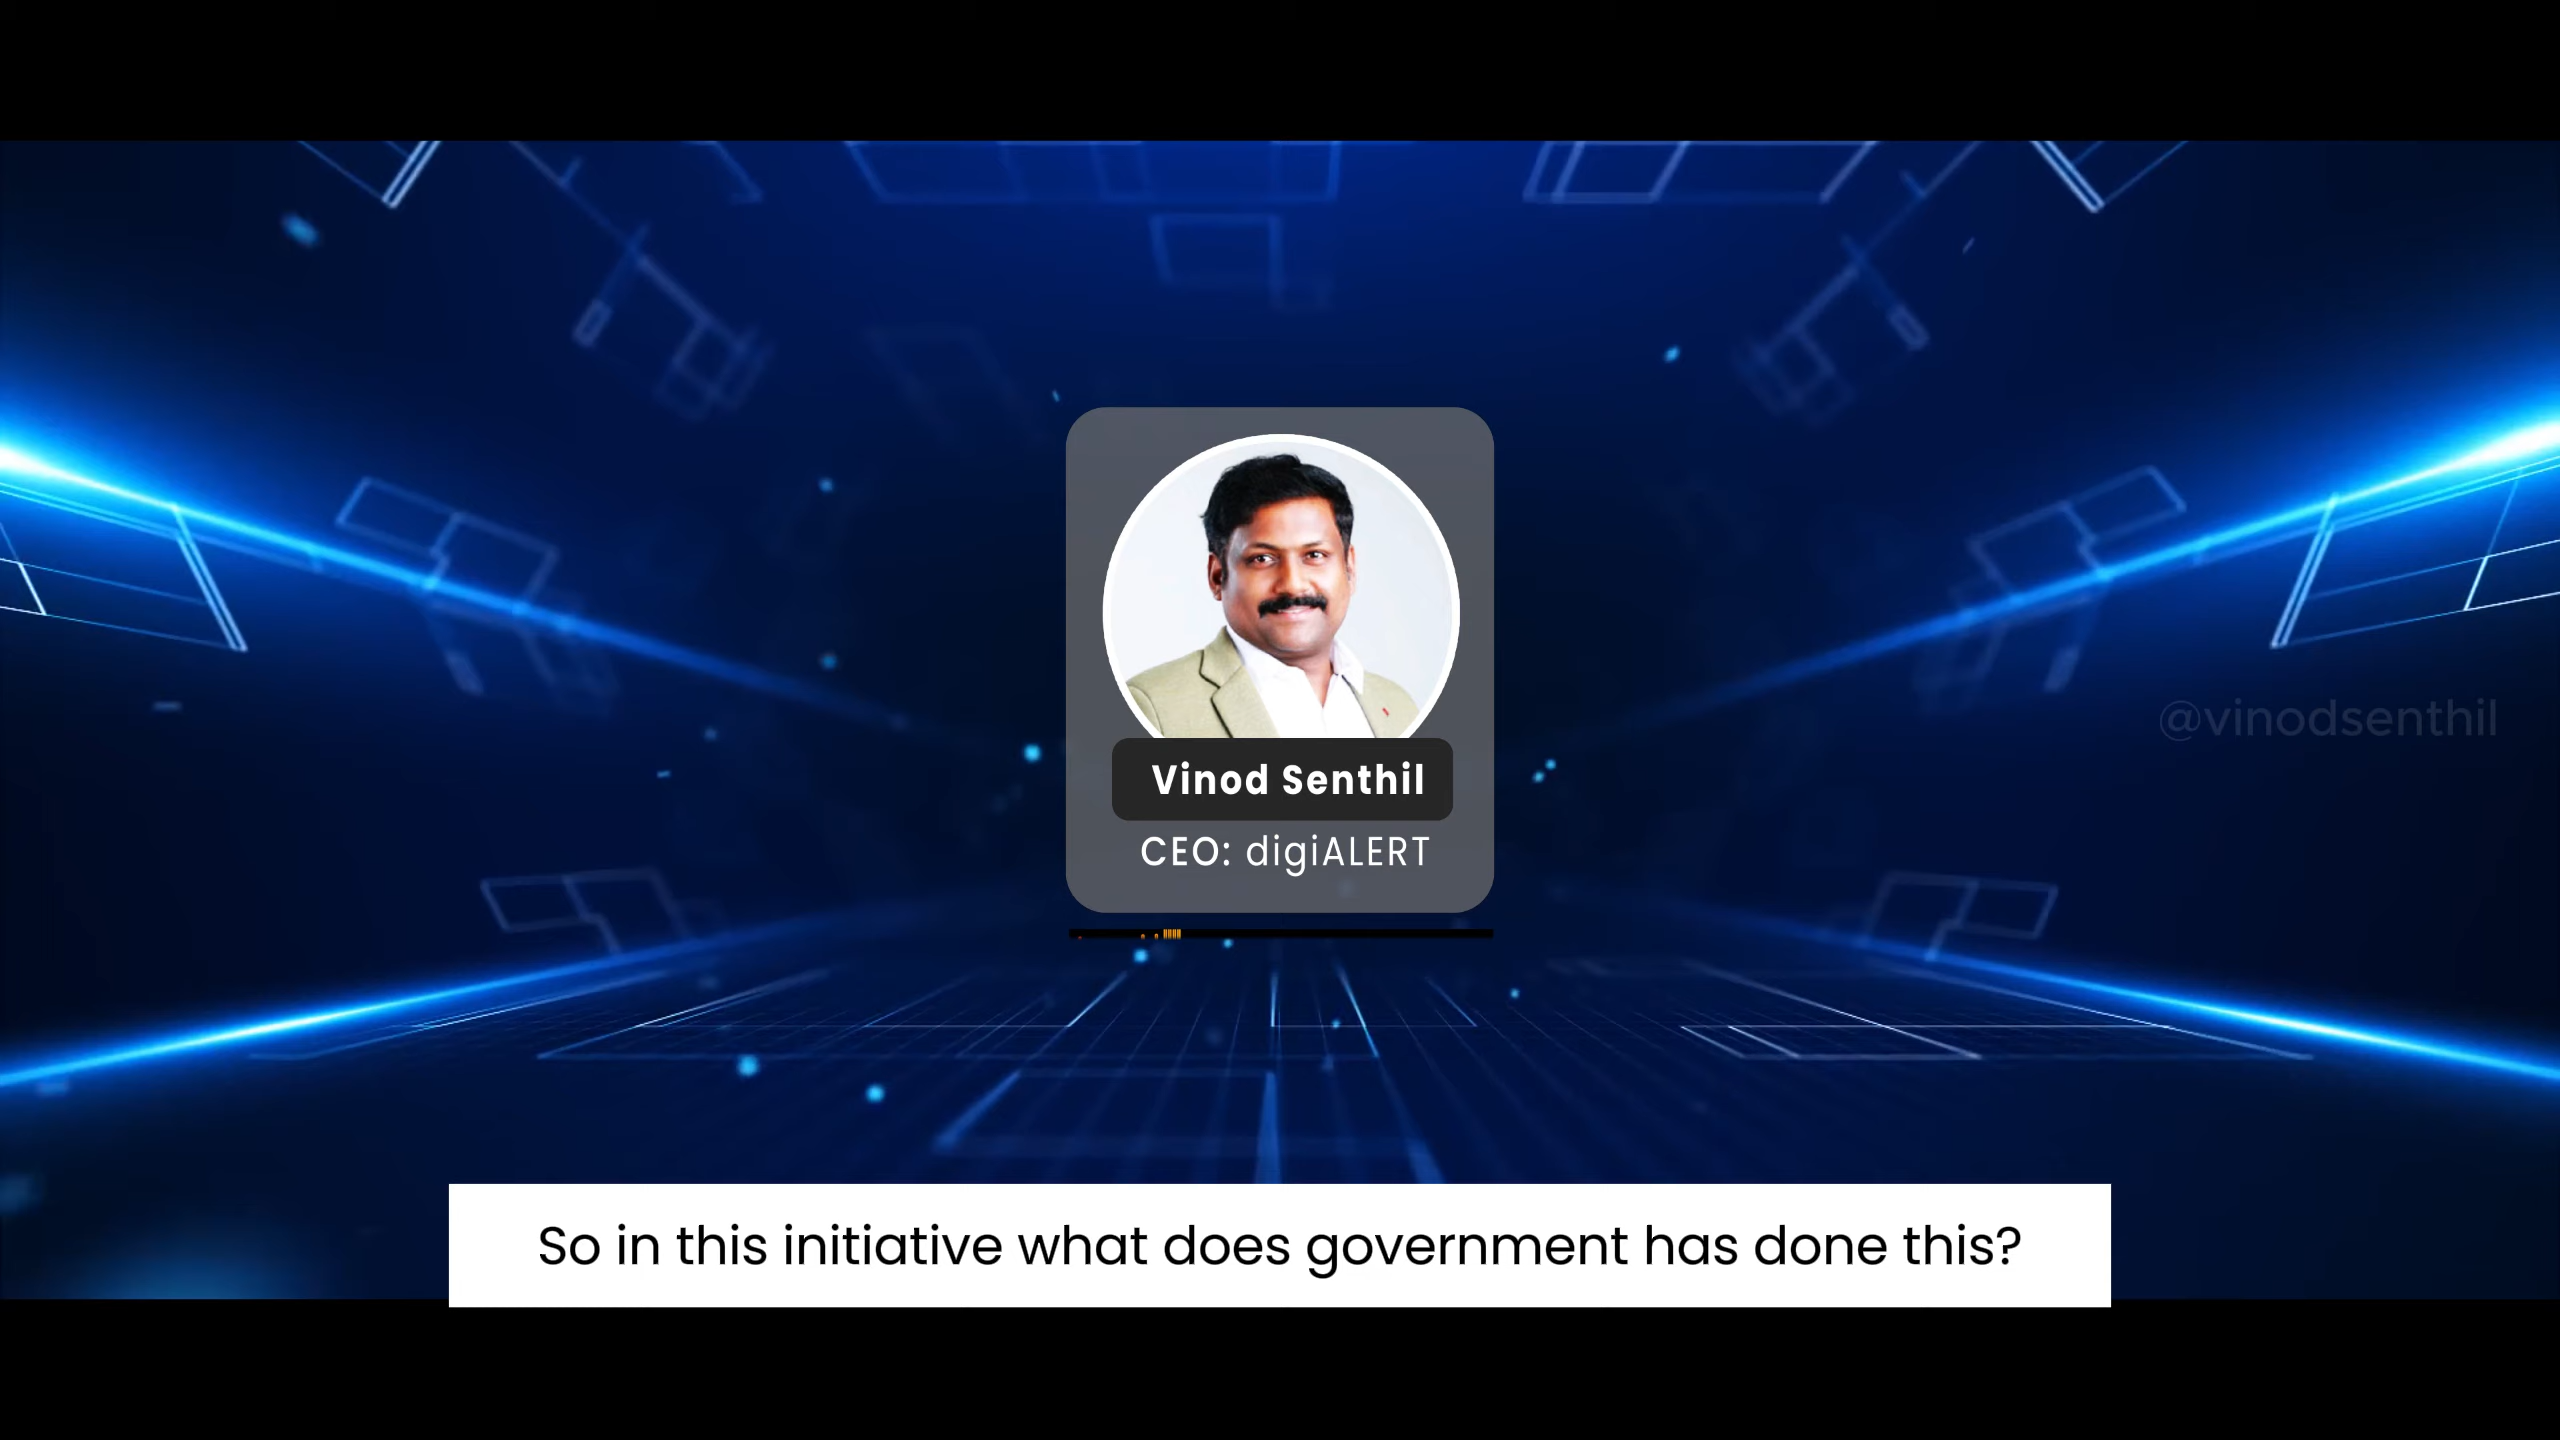 @vinodsenthil
Vinod Senthil
CEO: digiALERT
So in this initiative what does government has done this?